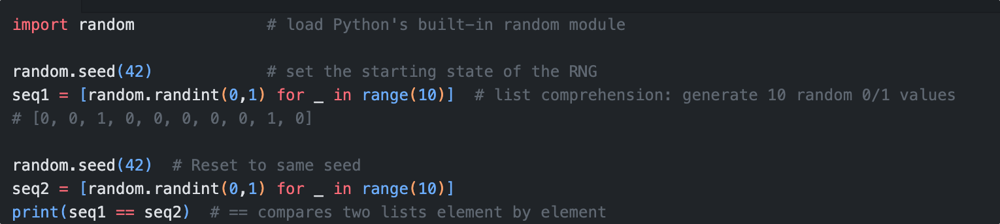 import random              # load Python's built-in random module
random.seed(42)            # set the starting state of the RNG
seq1 = [random.randint(0,1) for _ in range(10)]  # list comprehension: generate 10 random 0/1 values
# [0, 0, 1, 0, 0, 0, 0, 0, 1, 0]
random.seed(42)  # Reset to same seed
seq2 = [random.randint(0,1) for _ in range(10)]
print(seq1 == seq2)  # == compares two lists element by element